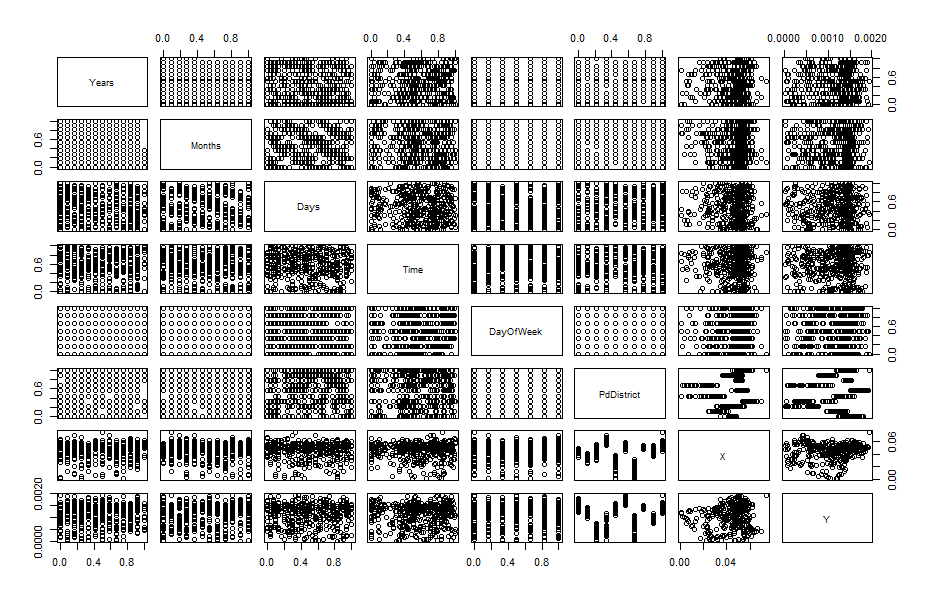 0.0 0.4 0.8 0.0 0.4 0.8 0.0 0.4 0.8 0.0000 0.0010 0.0020
Years 0.0 0.6
0.0 0.6 Months
Days 0.0 0.6
0.0 0.6 Time
DayOfWeek 0.0 0.6
0.0 0.6 PdDistrict
X 0.00 0.06
0.0000 0.0020 Y
0.0 0.4 0.8 0.0 0.4 0.8 0.0 0.4 0.8 0.00 0.04